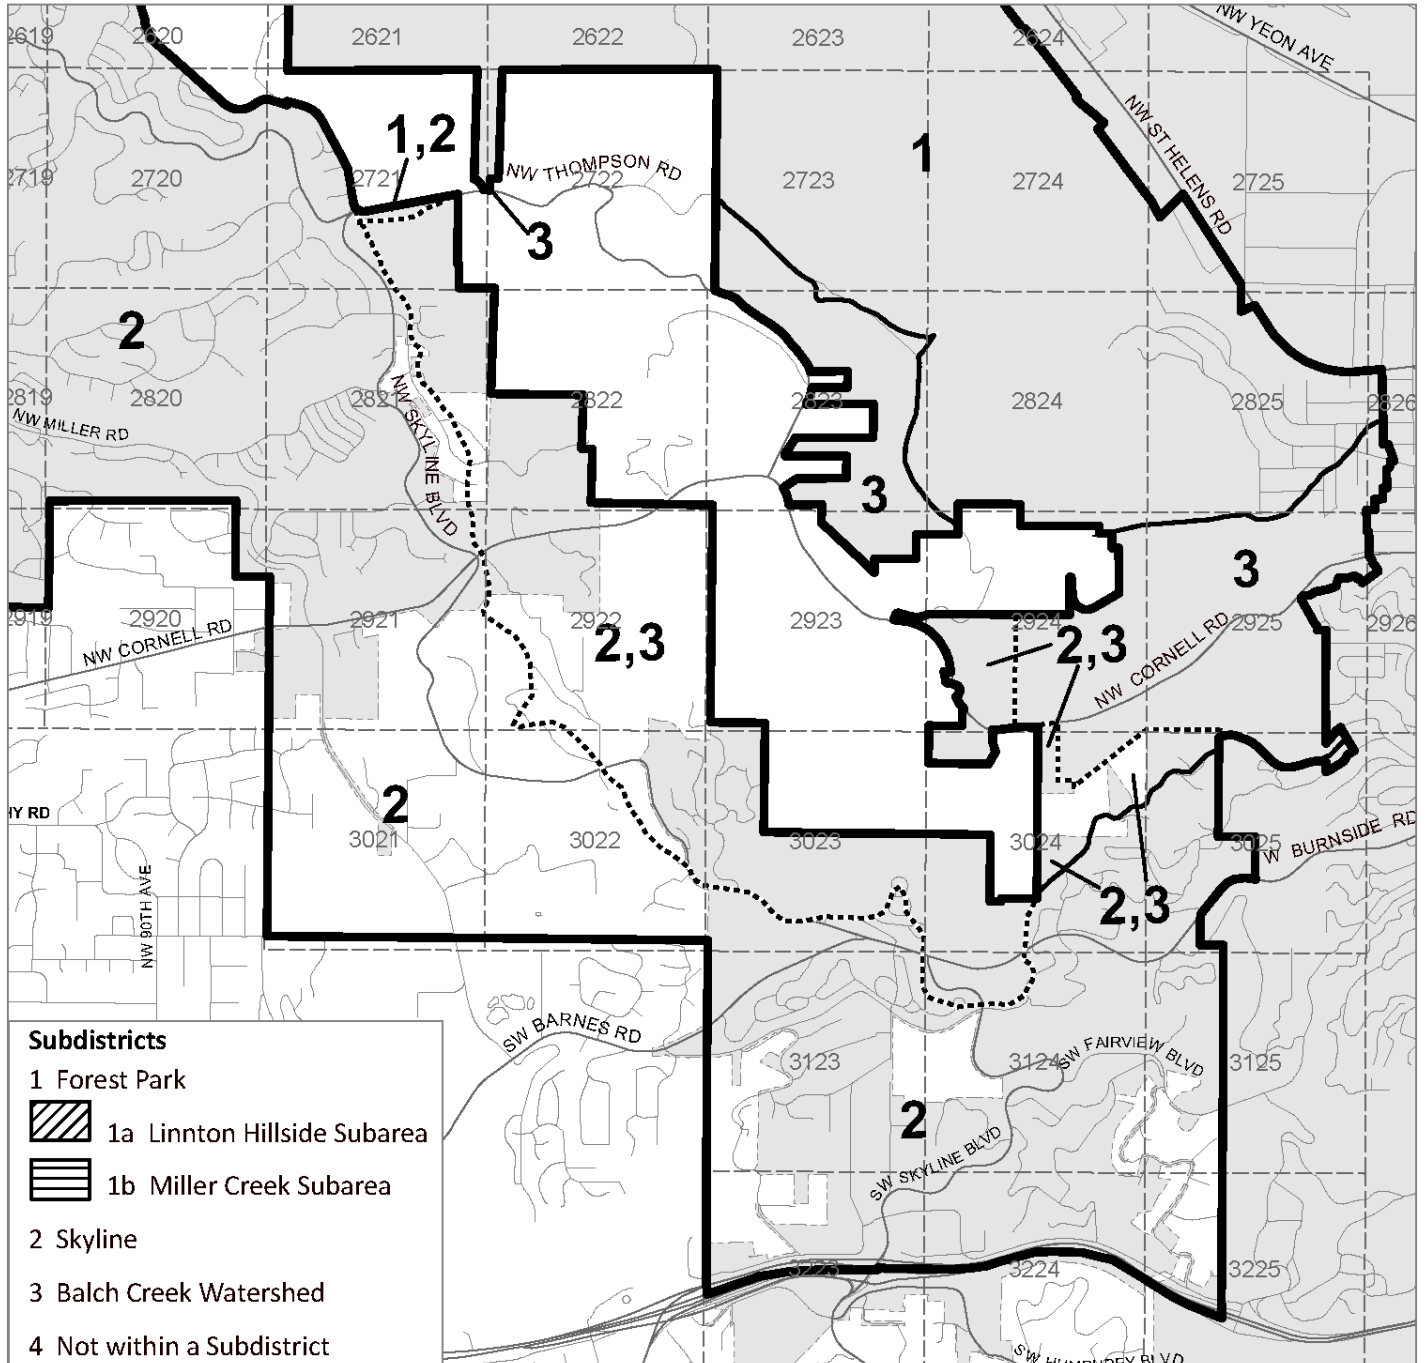 2619
2620
2621
2622
2623
2624
NW YEON AVE
1,2
1
NW ST HELENS RD
NW THOMPSON RD
2719
2720
2721
2722
2723
2724
2725
3
2
2819
2820
2821
2822
2823
2824
2825
2826
NW MILLER RD
NW SKYLINE BLVD
3
3
2919
2920
2921
2922
2923
2924
2925
2926
NW CORNELL RD
2,3
2,3
NW CORNELL RD
2
HY RD
3021
3022
3023
3024
3025
W BURNSIDE RD
NW 90TH AVE
2,3
SW BARNES RD
3123
3124
3125
SW FAIRVIEW BLVD
2
SW SKYLINE BLVD
3223
3224
3225
SW HUMPHREY BLVD
Subdistricts
1 Forest Park
1a Linnton Hillside Subarea
1b Miller Creek Subarea
2 Skyline
3 Balch Creek Watershed
4 Not within a Subdistrict